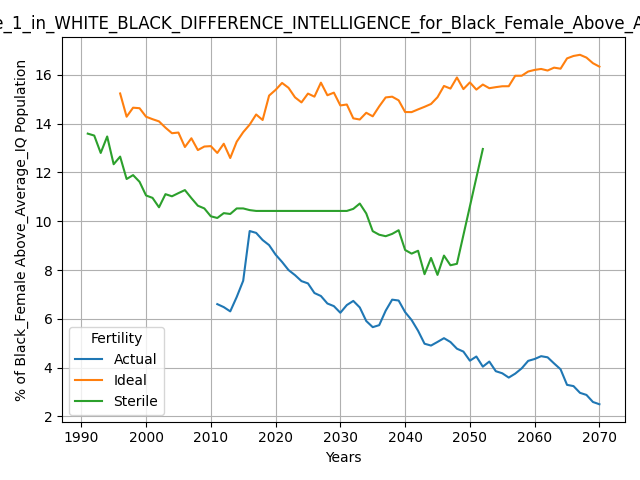 e_1_in_WHITE_BLACK_DIFFERENCE_INTELLIGENCE_for_Black_Female_Above_A
% of Black_Female Above_Average_IQ Population
16
14
12
10
8
6
4
2
Fertility
Actual
Ideal
Sterile
1990 2000 2010 2020 2030 2040 2050 2060 2070
Years